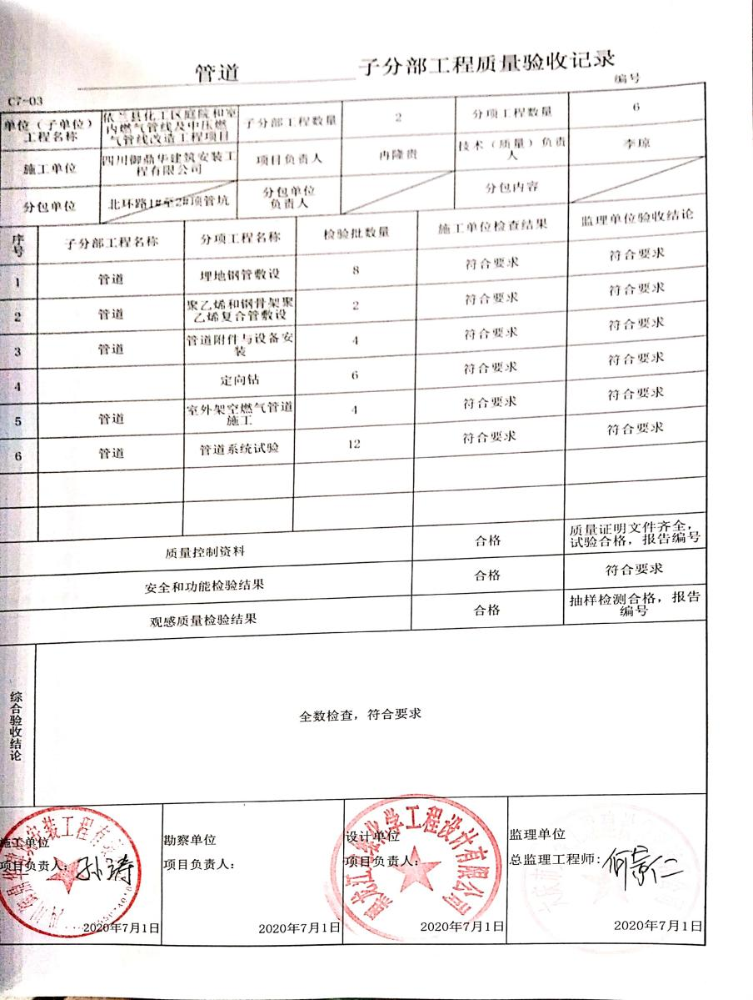 管道 子分部工程质量验收记录
C7-03 编号
单位（子单位）工程名称 依兰县化工区庭院和室内燃气管线及中压燃气管线改造工程项目 子分部工程数量 2 分项工程数量 6
施工单位 四川御鼎华建筑安装工程有限公司 项目负责人 冉隆贵 技术（质量）负责人 李琼
分包单位 北环路1#至2#顶管坑 分包单位负责人 分包内容
序号 子分部工程名称 分项工程名称 检验批数量 施工单位检查结果 监理单位验收结论
1 管道 埋地钢管敷设 8 符合要求 符合要求
2 管道 聚乙烯和钢骨架聚乙烯复合管敷设 2 符合要求 符合要求
3 管道 管道附件与设备安装 4 符合要求 符合要求
4 定向钻 6 符合要求 符合要求
5 管道 室外架空燃气管道施工 4 符合要求 符合要求
6 管道 管道系统试验 12 符合要求 符合要求
质量控制资料 合格 质量证明文件齐全，试验合格，报告编号
安全和功能检验结果 合格 符合要求
观感质量检验结果 合格 抽样检测合格，报告编号
综合验收结论 全数检查，符合要求
施工单位 勘察单位 设计单位 监理单位
项目负责人：孙涛 项目负责人： 项目负责人： 总监理工程师：何景仁
2020年7月1日 2020年7月1日 2020年7月1日 2020年7月1日